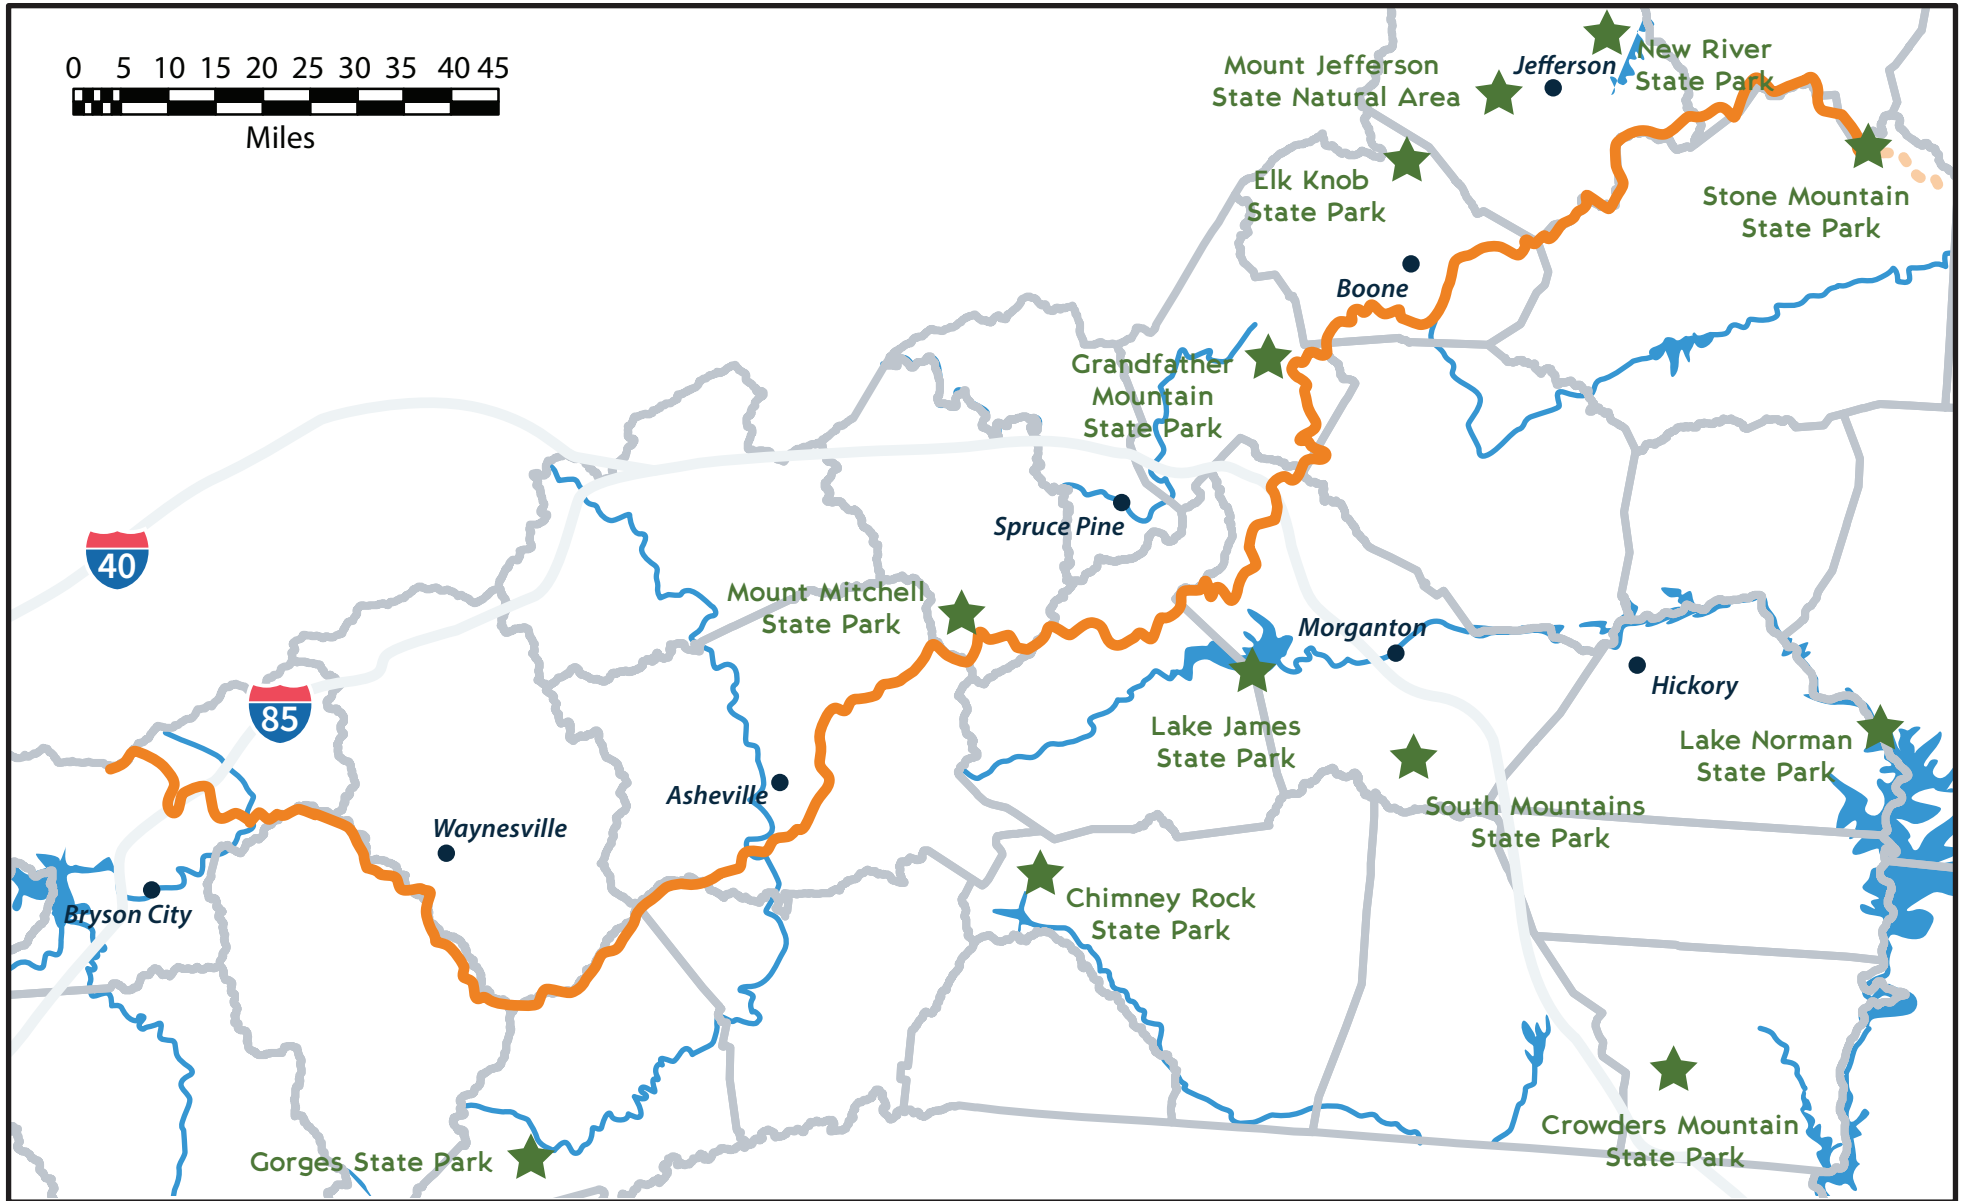 0 5 10 15 20 25 30 35 40 45
Miles
Mount Jefferson
State Natural Area
Jefferson
New River
State Park
Elk Knob
State Park
Stone Mountain
State Park
Boone
Grandfather
Mountain
State Park
Spruce Pine
40
Mount Mitchell
State Park
Morganton
Hickory
85
Lake James
State Park
Lake Norman
State Park
Asheville
South Mountains
State Park
Waynesville
Bryson City
Chimney Rock
State Park
Crowders Mountain
State Park
Gorges State Park